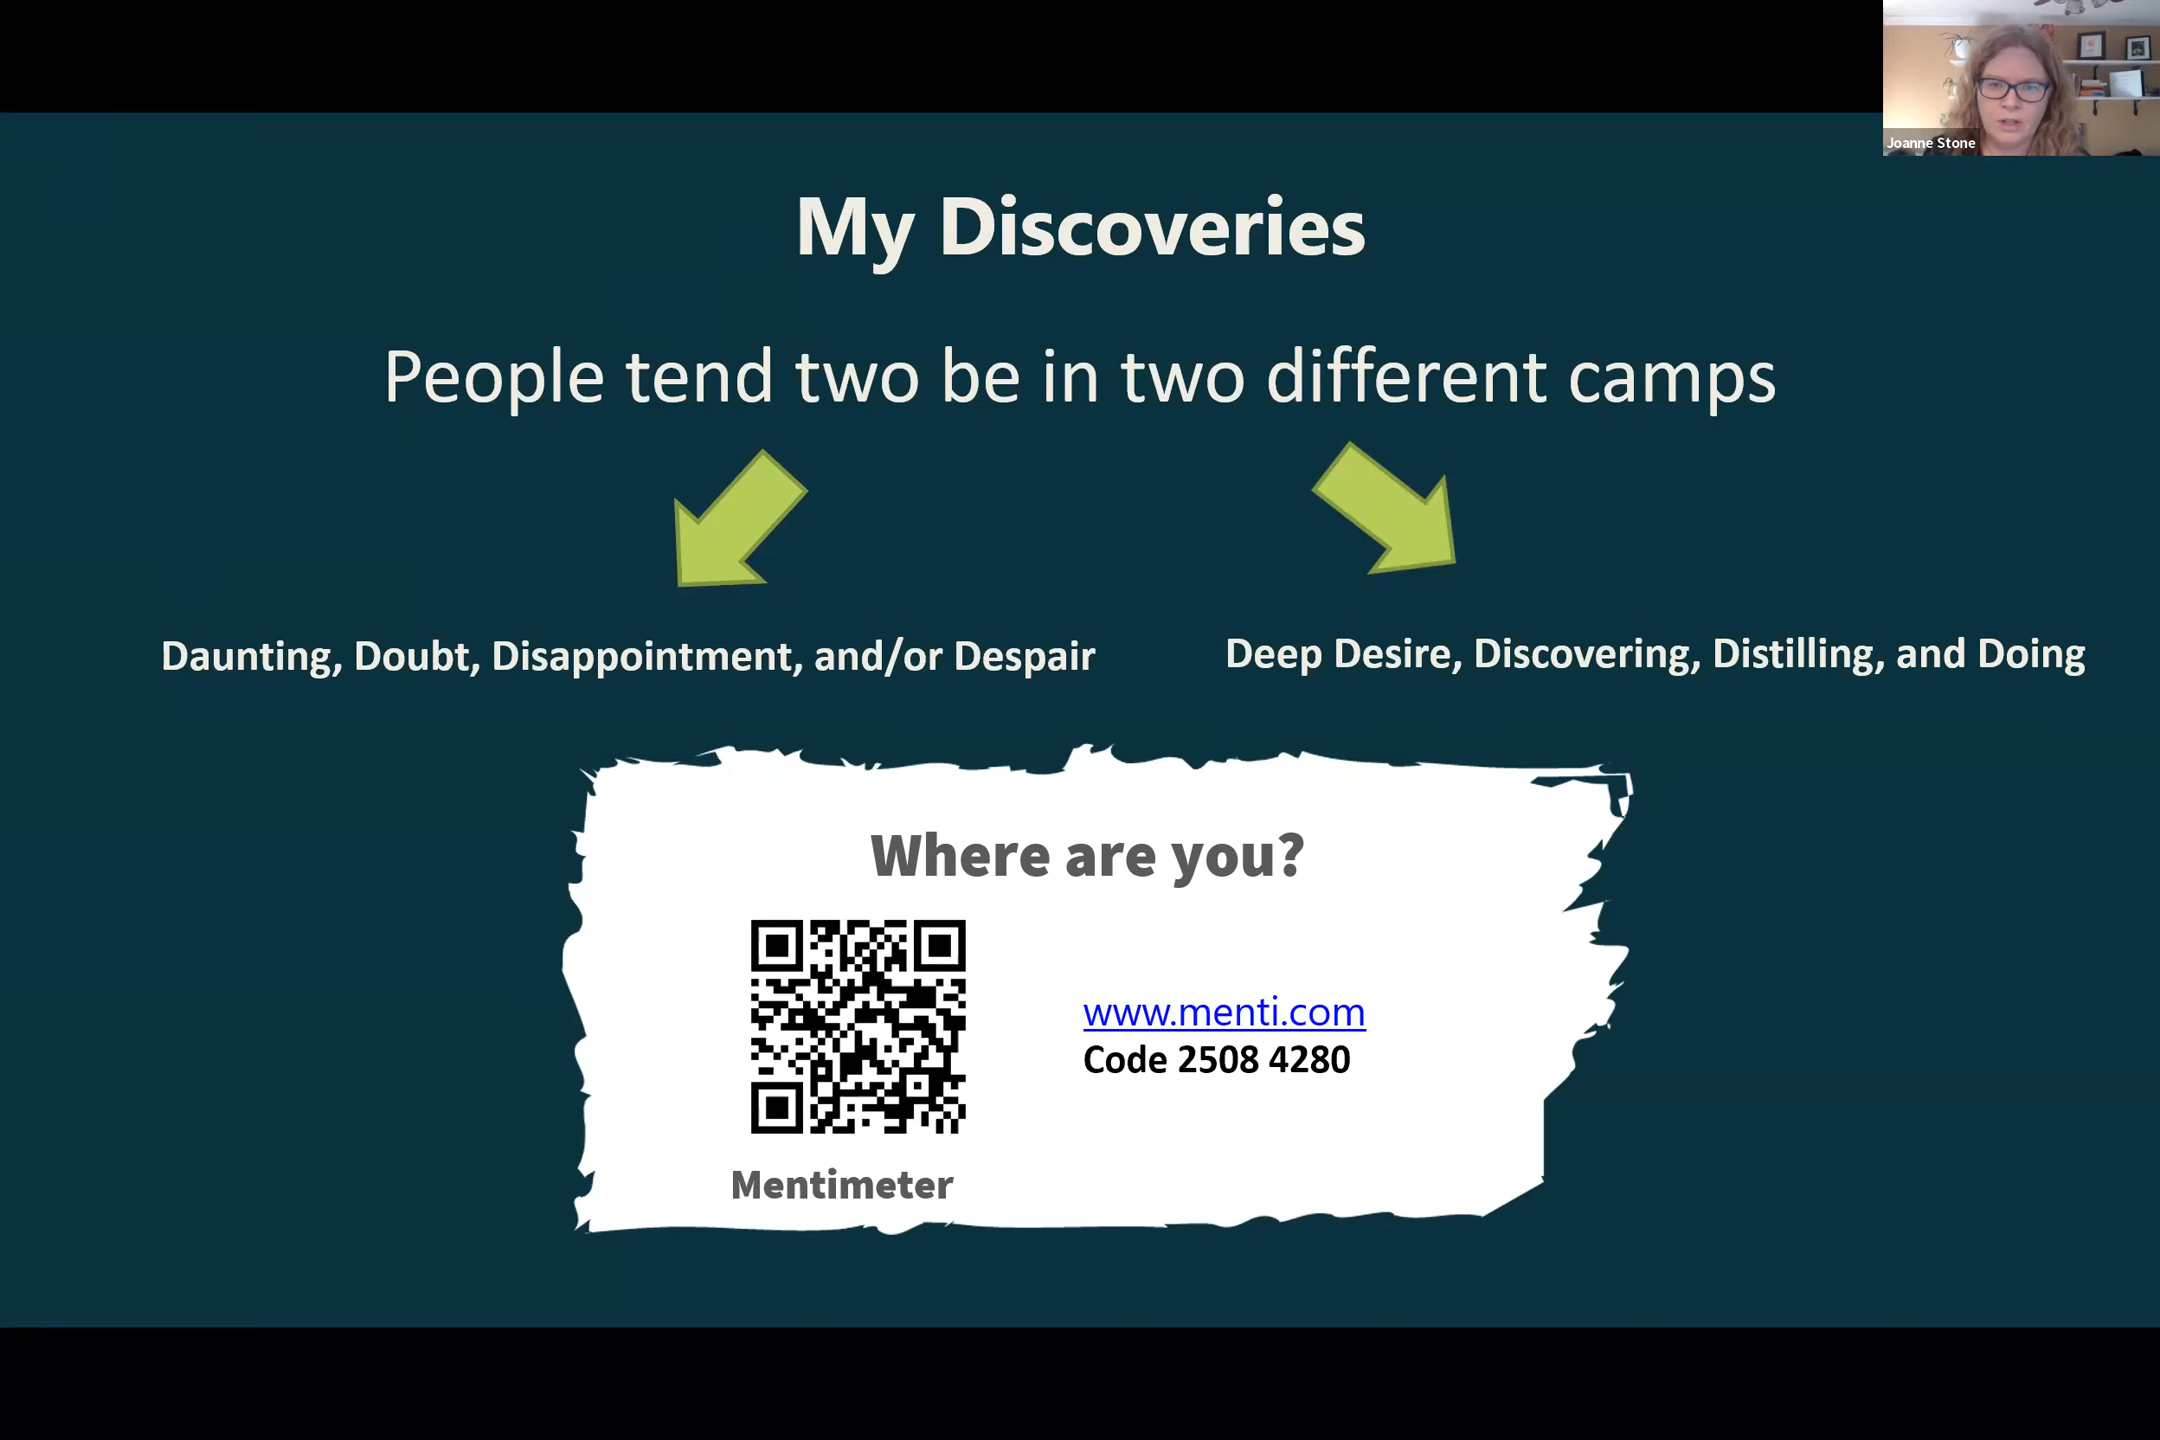 Joanne Stone
My Discoveries
People tend two be in two different camps
Daunting, Doubt, Disappointment, and/or Despair
Deep Desire, Discovering, Distilling, and Doing
Where are you?
www.menti.com
Code 2508 4280
Mentimeter